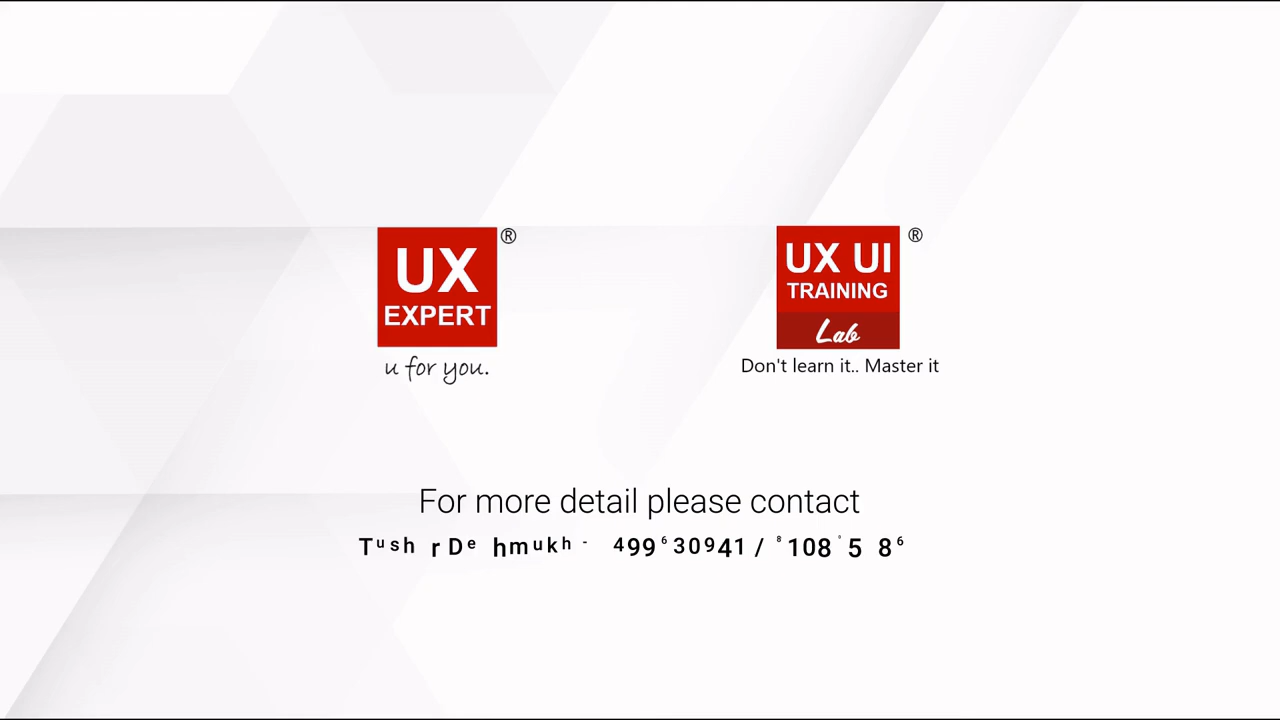 UX ®
EXPERT
u for you.
UX UI ®
TRAINING
Lab
Don't learn it.. Master it
For more detail please contact